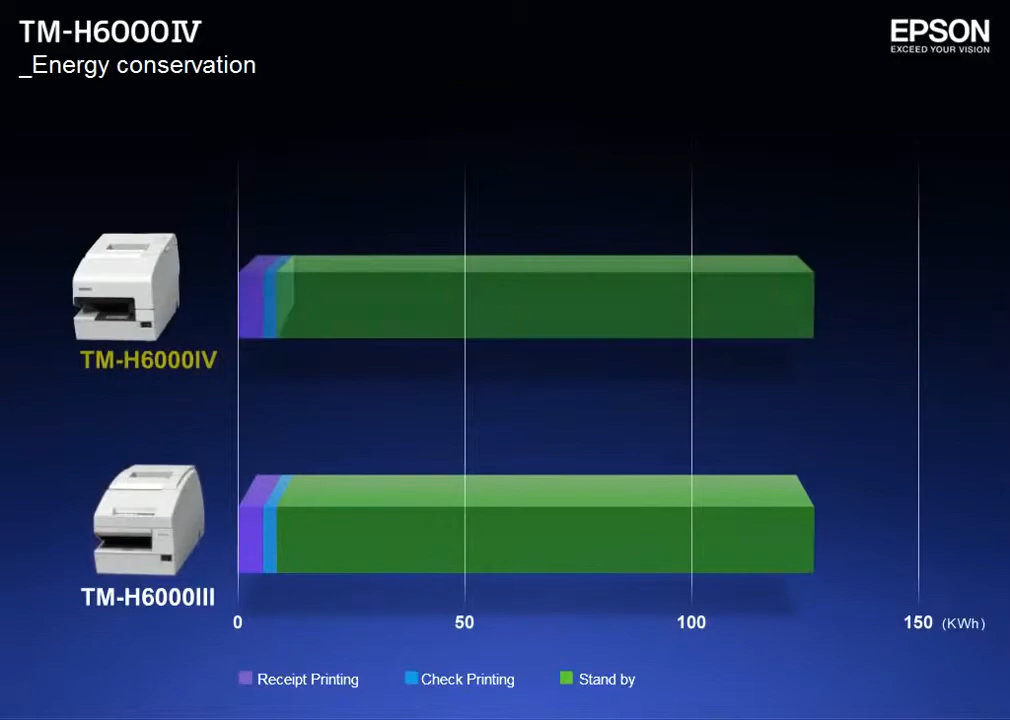 TM-H6000IV
_Energy conservation
EPSON
EXCEED YOUR VISION
TM-H6000IV
TM-H6000III
0 50 100 150 (KWh)
Receipt Printing Check Printing Stand by